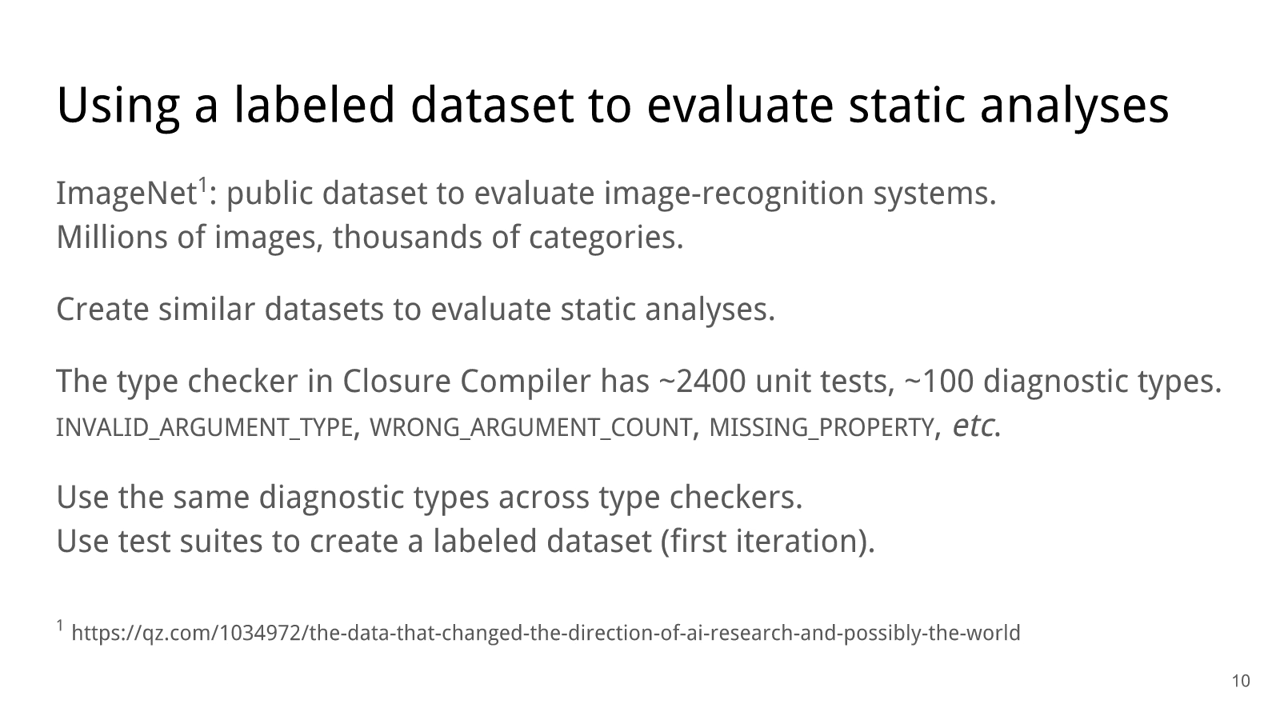 Using a labeled dataset to evaluate static analyses
ImageNet¹: public dataset to evaluate image-recognition systems.
Millions of images, thousands of categories.
Create similar datasets to evaluate static analyses.
The type checker in Closure Compiler has ~2400 unit tests, ~100 diagnostic types.
INVALID_ARGUMENT_TYPE, WRONG_ARGUMENT_COUNT, MISSING_PROPERTY, etc.
Use the same diagnostic types across type checkers.
Use test suites to create a labeled dataset (first iteration).
¹ https://qz.com/1034972/the-data-that-changed-the-direction-of-ai-research-and-possibly-the-world
10